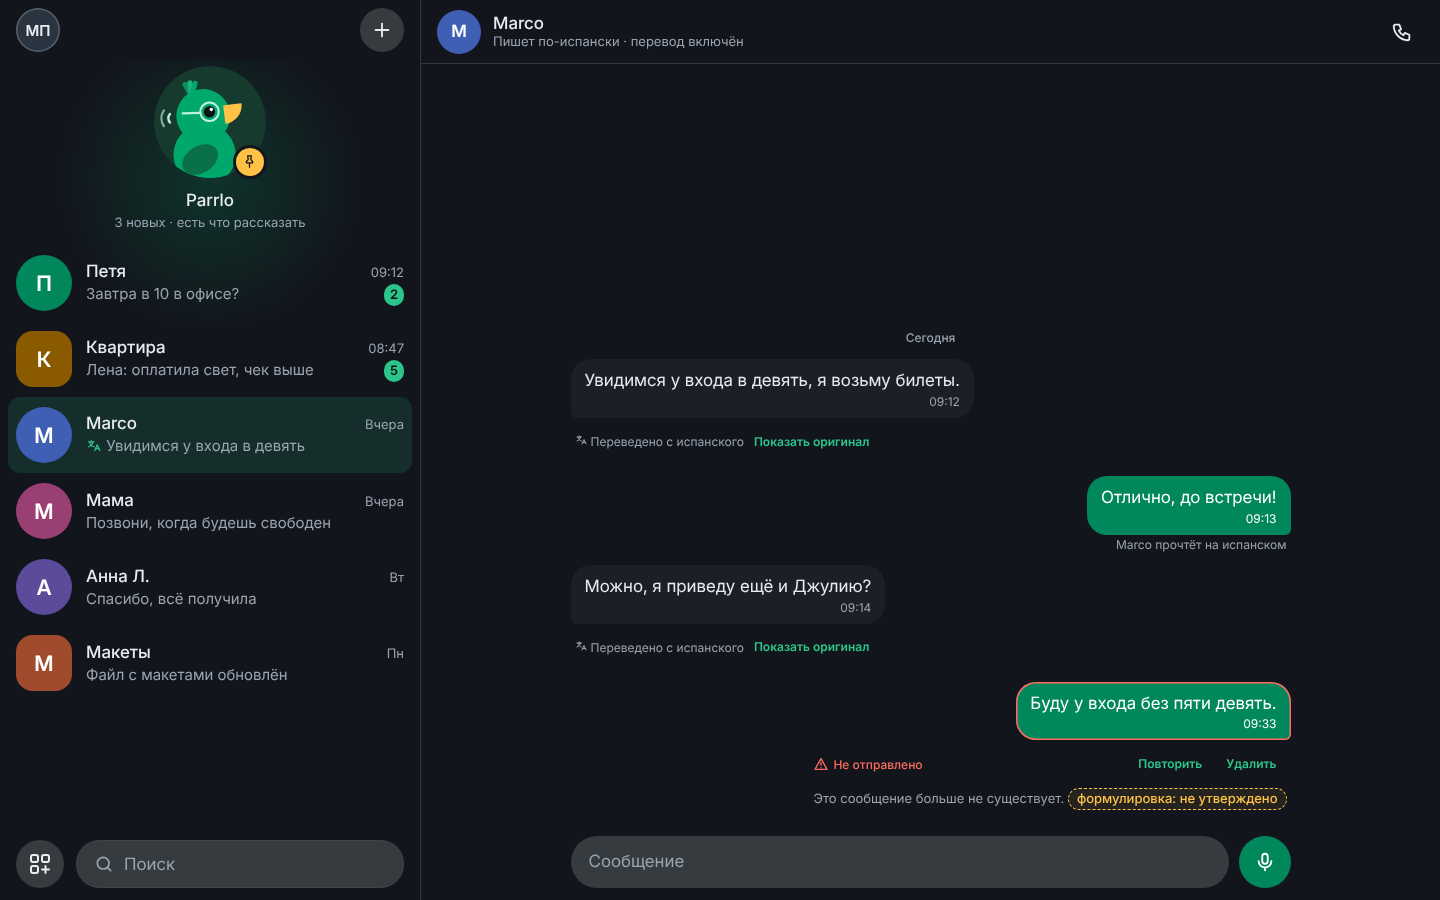 МП
Parrlo
3 новых · есть что рассказать
П
Петя
09:12
Завтра в 10 в офисе?
2
К
Квартира
08:47
Лена: оплатила свет, чек выше
5
M
Marco
Вчера
Увидимся у входа в девять
М
Мама
Вчера
Позвони, когда будешь свободен
А
Анна Л.
Вт
Спасибо, всё получила
М
Макеты
Пн
Файл с макетами обновлён
Поиск
M
Marco
Пишет по-испански · перевод включён
Сегодня
Увидимся у входа в девять, я возьму билеты.
09:12
Переведено с испанского Показать оригинал
Отлично, до встречи!
09:13
Marco прочтёт на испанском
Можно, я приведу ещё и Джулию?
09:14
Переведено с испанского Показать оригинал
Буду у входа без пяти девять.
09:33
Не отправлено Повторить Удалить
Это сообщение больше не существует. формулировка: не утверждено
Сообщение